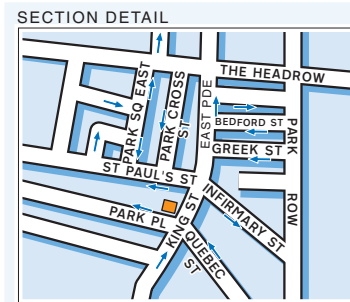 SECTION DETAIL
THE HEADROW
PARK SQ EAST
PARK CROSS
ST
EAST PDE
BEDFORD ST
GREEK ST
PARK
ROW
ST PAUL'S ST
INFIRMARY ST
PARK PL
KING ST
QUEBEC
ST